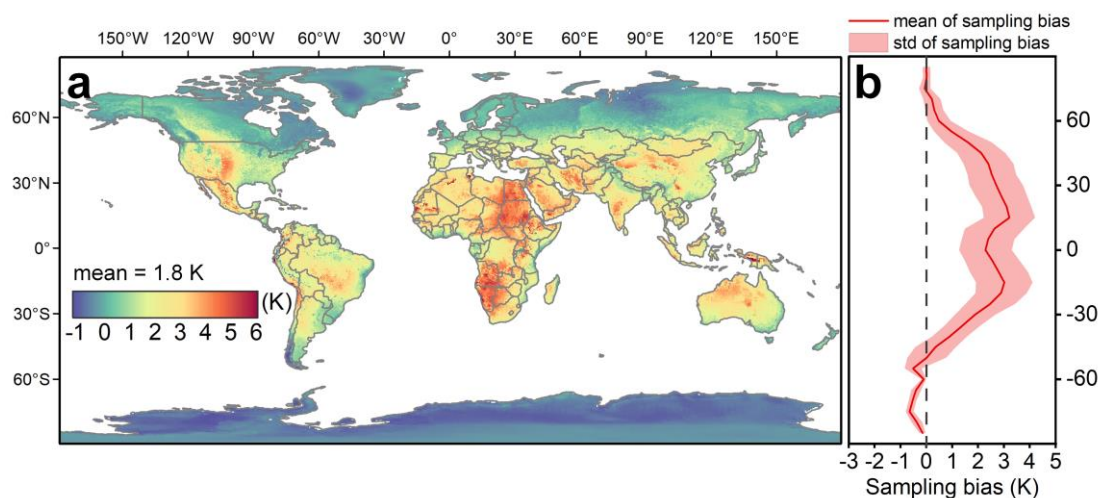 mean of sampling bias
std of sampling bias
150°W 120°W 90°W 60°W 30°W 0° 30°E 60°E 90°E 120°E 150°E
a
b
60°N
30°N
0°
30°S
60°S
mean = 1.8 K
(K)
-1 0 1 2 3 4 5 6
60
30
0
-30
-60
-3 -2 -1 0 1 2 3 4 5
Sampling bias (K)